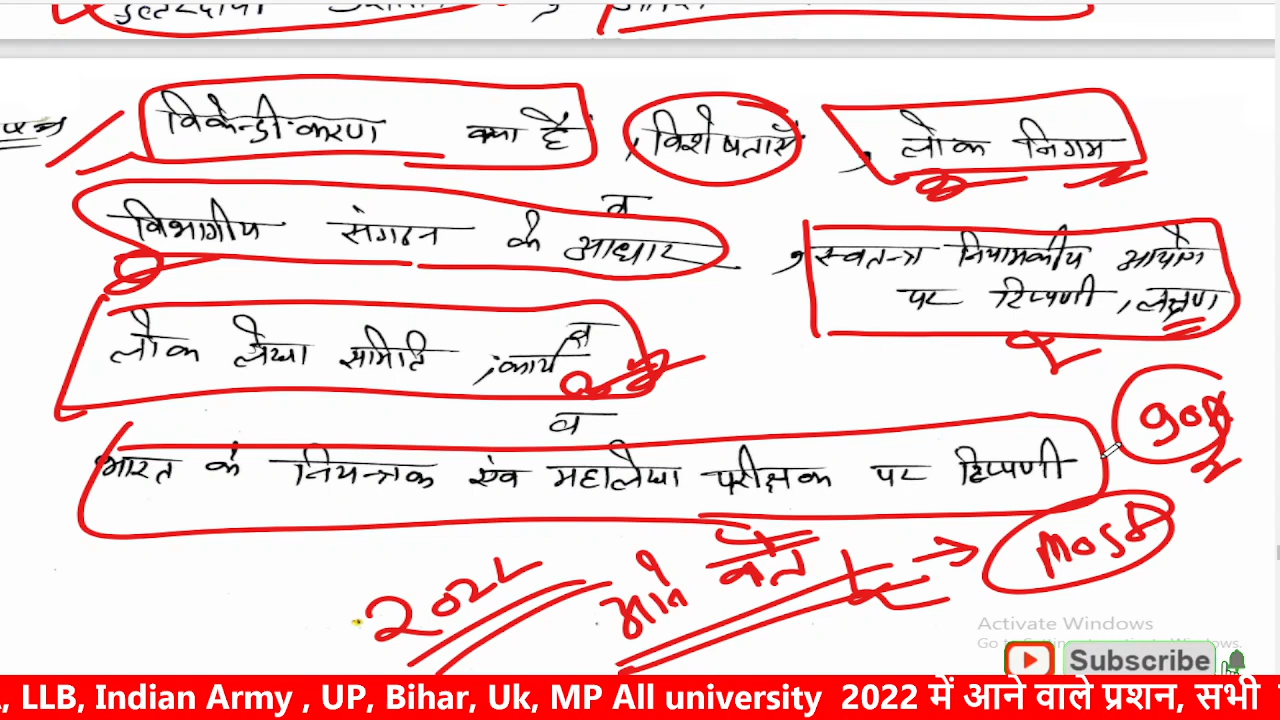 विकेन्द्रीकरण क्या है , विशेषतायें , लोक निगम
व
विभागीय संगठन के आधार , स्वतन्त्र नियामकीय आयोग
पर टिप्पणी , लक्षण
लोक लेखा समिति , कार्य
व
भारत के नियन्त्रक एंव महालेखा परीक्षक पर टिप्पणी
90%
Most
2022
Activate Windows
Subscribe
, LLB, Indian Army , UP, Bihar, Uk, MP All university 2022 में आने वाले प्रशन, सभी